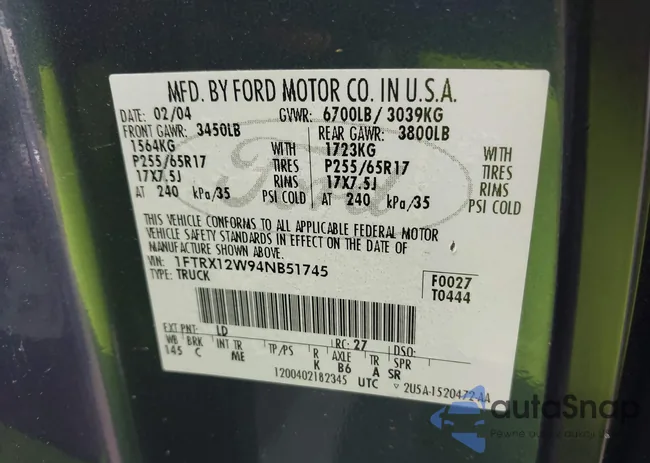 MFD. BY FORD MOTOR CO. IN U.S.A.
DATE: 02/04 GVWR: 6700LB/ 3039KG
FRONT GAWR: 3450LB REAR GAWR: 3800LB
1564KG WITH 1723KG WITH
P255/65R17 TIRES P255/65R17 TIRES
17X7.5J RIMS 17X7.5J RIMS
AT 240 kPa/35 PSI COLD AT 240 kPa/35 PSI COLD
Ford
THIS VEHICLE CONFORMS TO ALL APPLICABLE FEDERAL MOTOR
VEHICLE SAFETY STANDARDS IN EFFECT ON THE DATE OF
MANUFACTURE SHOWN ABOVE.
VIN: 1FTRX12W94NB51745
TYPE: TRUCK
F0027
T0444
EXT PNT: LD RC: 27 DSO:
WB BRK INT TR TP/PS R AXLE TR SPR
145 C ME K B6 A SR
1200402182345 UTC 2U5A-1520472-AA
autoSnap
Pewne auta z aukcji